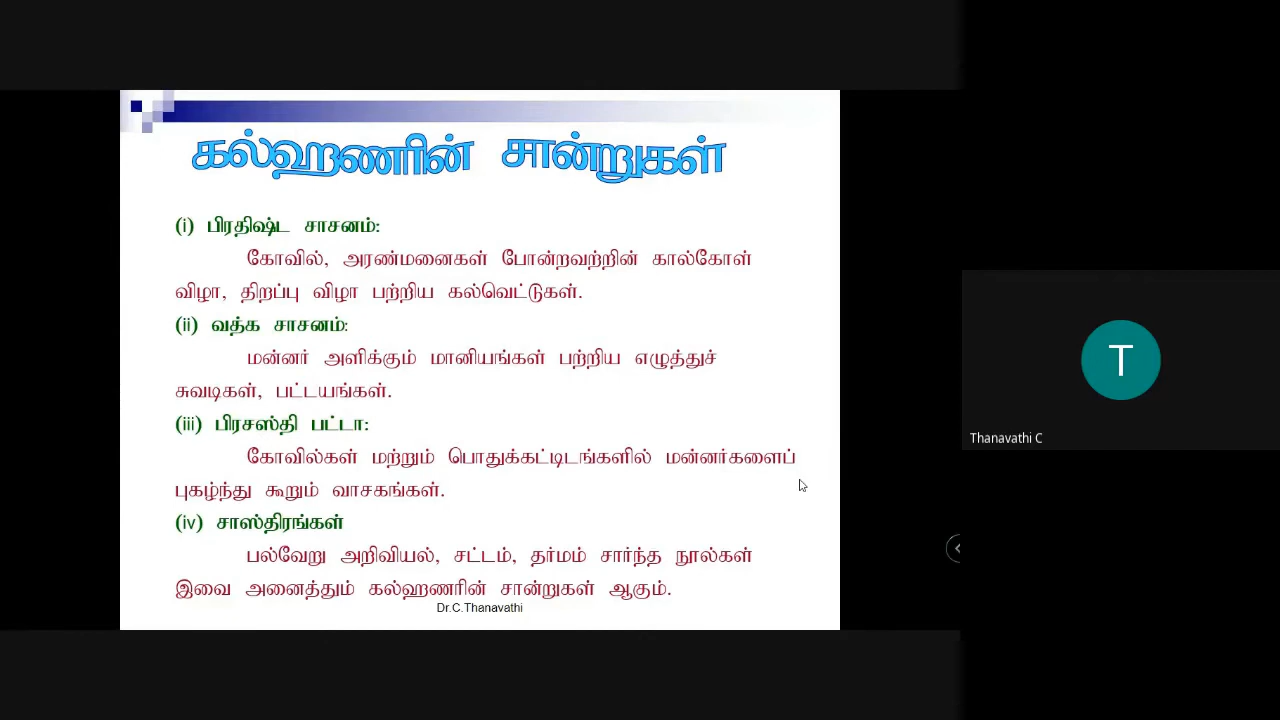 கல்ஹணரின் சான்றுகள்
(i) பிரதிஷ்ட சாசனம்:
கோவில், அரண்மனைகள் போன்றவற்றின் கால்கோள்
விழா, திறப்பு விழா பற்றிய கல்வெட்டுகள்.
(ii) வத்க சாசனம்:
மன்னர் அளிக்கும் மானியங்கள் பற்றிய எழுத்துச்
சுவடிகள், பட்டயங்கள்.
(iii) பிரசஸ்தி பட்டா:
கோவில்கள் மற்றும் பொதுக்கட்டிடங்களில் மன்னர்களைப்
புகழ்ந்து கூறும் வாசகங்கள்.
(iv) சாஸ்திரங்கள்
பல்வேறு அறிவியல், சட்டம், தர்மம் சார்ந்த நூல்கள்
இவை அனைத்தும் கல்ஹணரின் சான்றுகள் ஆகும்.
Dr.C.Thanavathi
T
Thanavathi C